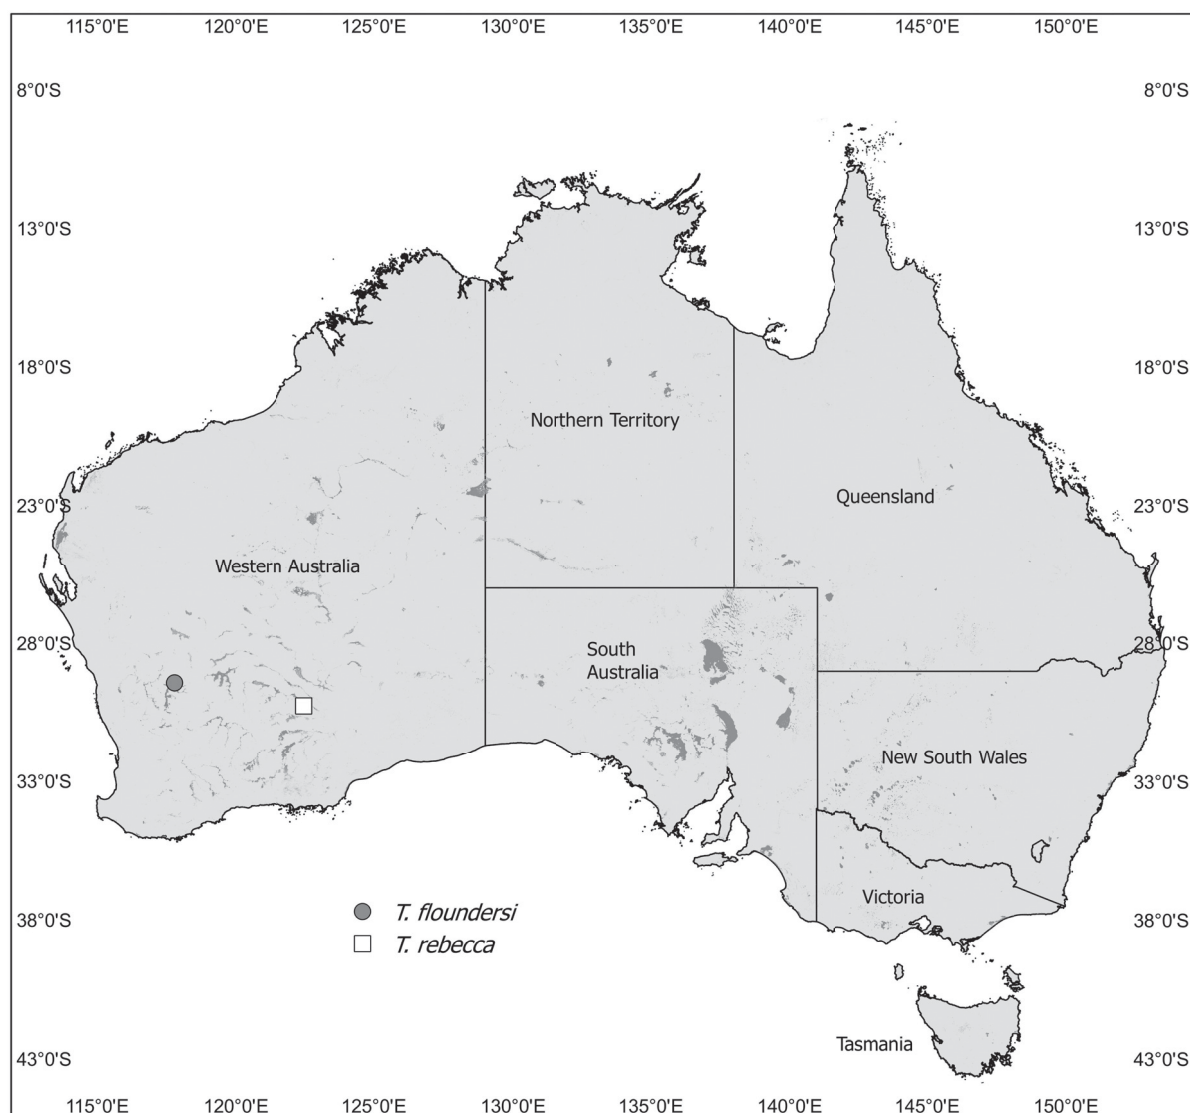 115°0'E 120°0'E 125°0'E 130°0'E 135°0'E 140°0'E 145°0'E 150°0'E
8°0'S 8°0'S
13°0'S 13°0'S
18°0'S 18°0'S
Northern Territory
23°0'S Queensland 23°0'S
Western Australia
28°0'S South 28°0'S
Australia
New South Wales
33°0'S 33°0'S
Victoria
T. floundersi
38°0'S 38°0'S
T. rebecca
Tasmania
43°0'S 43°0'S
115°0'E 120°0'E 125°0'E 130°0'E 135°0'E 140°0'E 145°0'E 150°0'E